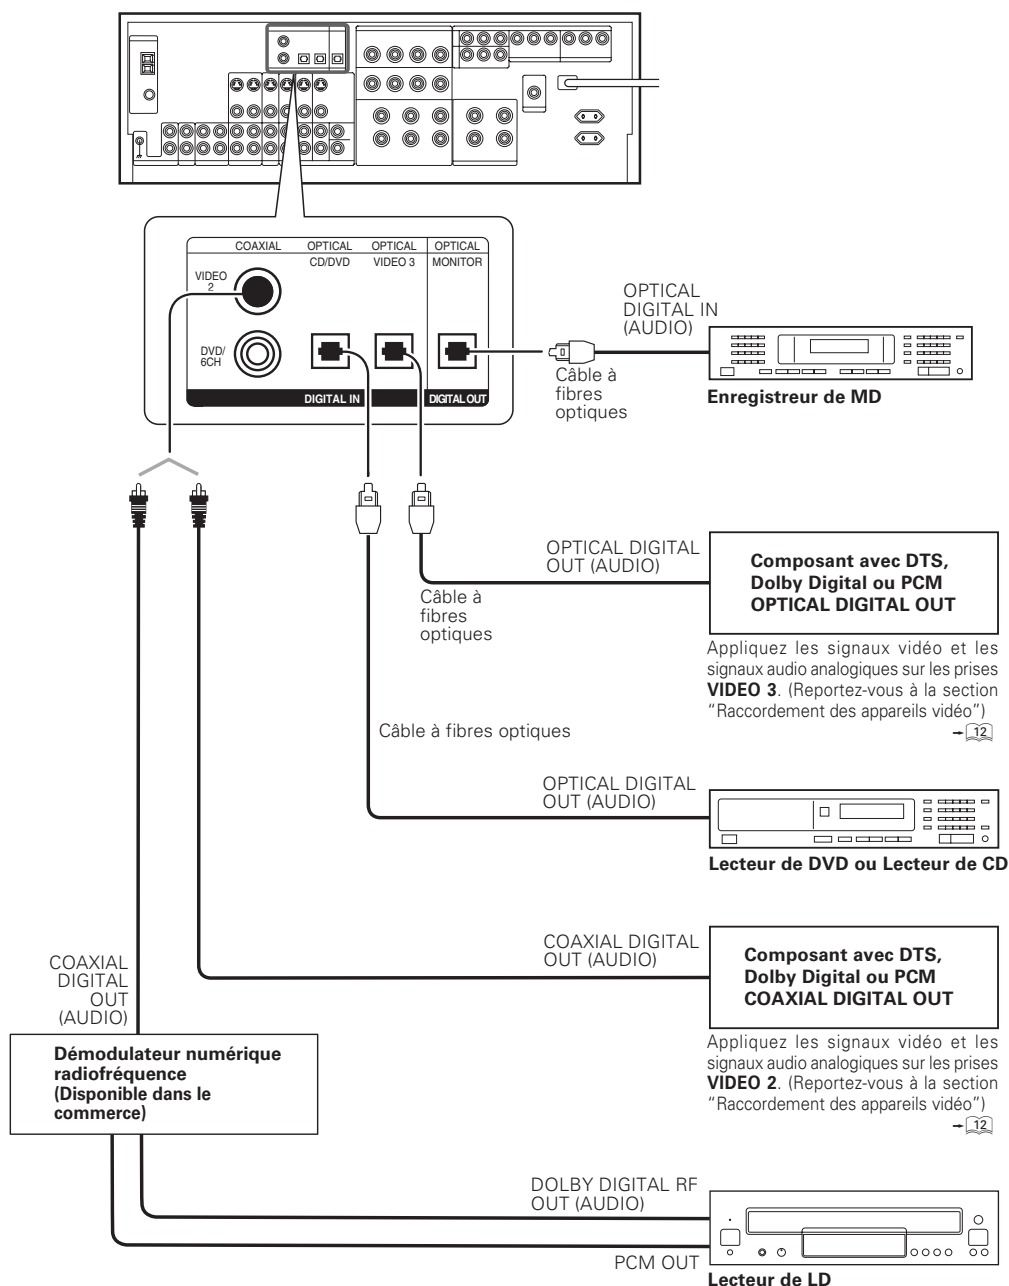 COAXIAL OPTICAL OPTICAL OPTICAL
CD/DVD VIDEO 3 MONITOR
VIDEO
2
DVD/
6CH
DIGITAL IN DIGITAL OUT
OPTICAL
DIGITAL IN
(AUDIO)
Câble à
fibres
optiques
Enregistreur de MD
OPTICAL DIGITAL
OUT (AUDIO)
Câble à
fibres
optiques
Composant avec DTS,
Dolby Digital ou PCM
OPTICAL DIGITAL OUT
Appliquez les signaux vidéo et les
signaux audio analogiques sur les prises
VIDEO 3. (Reportez-vous à la section
“Raccordement des appareils vidéo”)
→ 12
Câble à fibres optiques
OPTICAL DIGITAL
OUT (AUDIO)
Lecteur de DVD ou Lecteur de CD
COAXIAL DIGITAL
OUT (AUDIO)
Composant avec DTS,
Dolby Digital ou PCM
COAXIAL DIGITAL OUT
Appliquez les signaux vidéo et les
signaux audio analogiques sur les prises
VIDEO 2. (Reportez-vous à la section
“Raccordement des appareils vidéo”)
→ 12
COAXIAL
DIGITAL
OUT
(AUDIO)
Démodulateur numérique
radiofréquence
(Disponible dans le
commerce)
DOLBY DIGITAL RF
OUT (AUDIO)
PCM OUT
Lecteur de LD